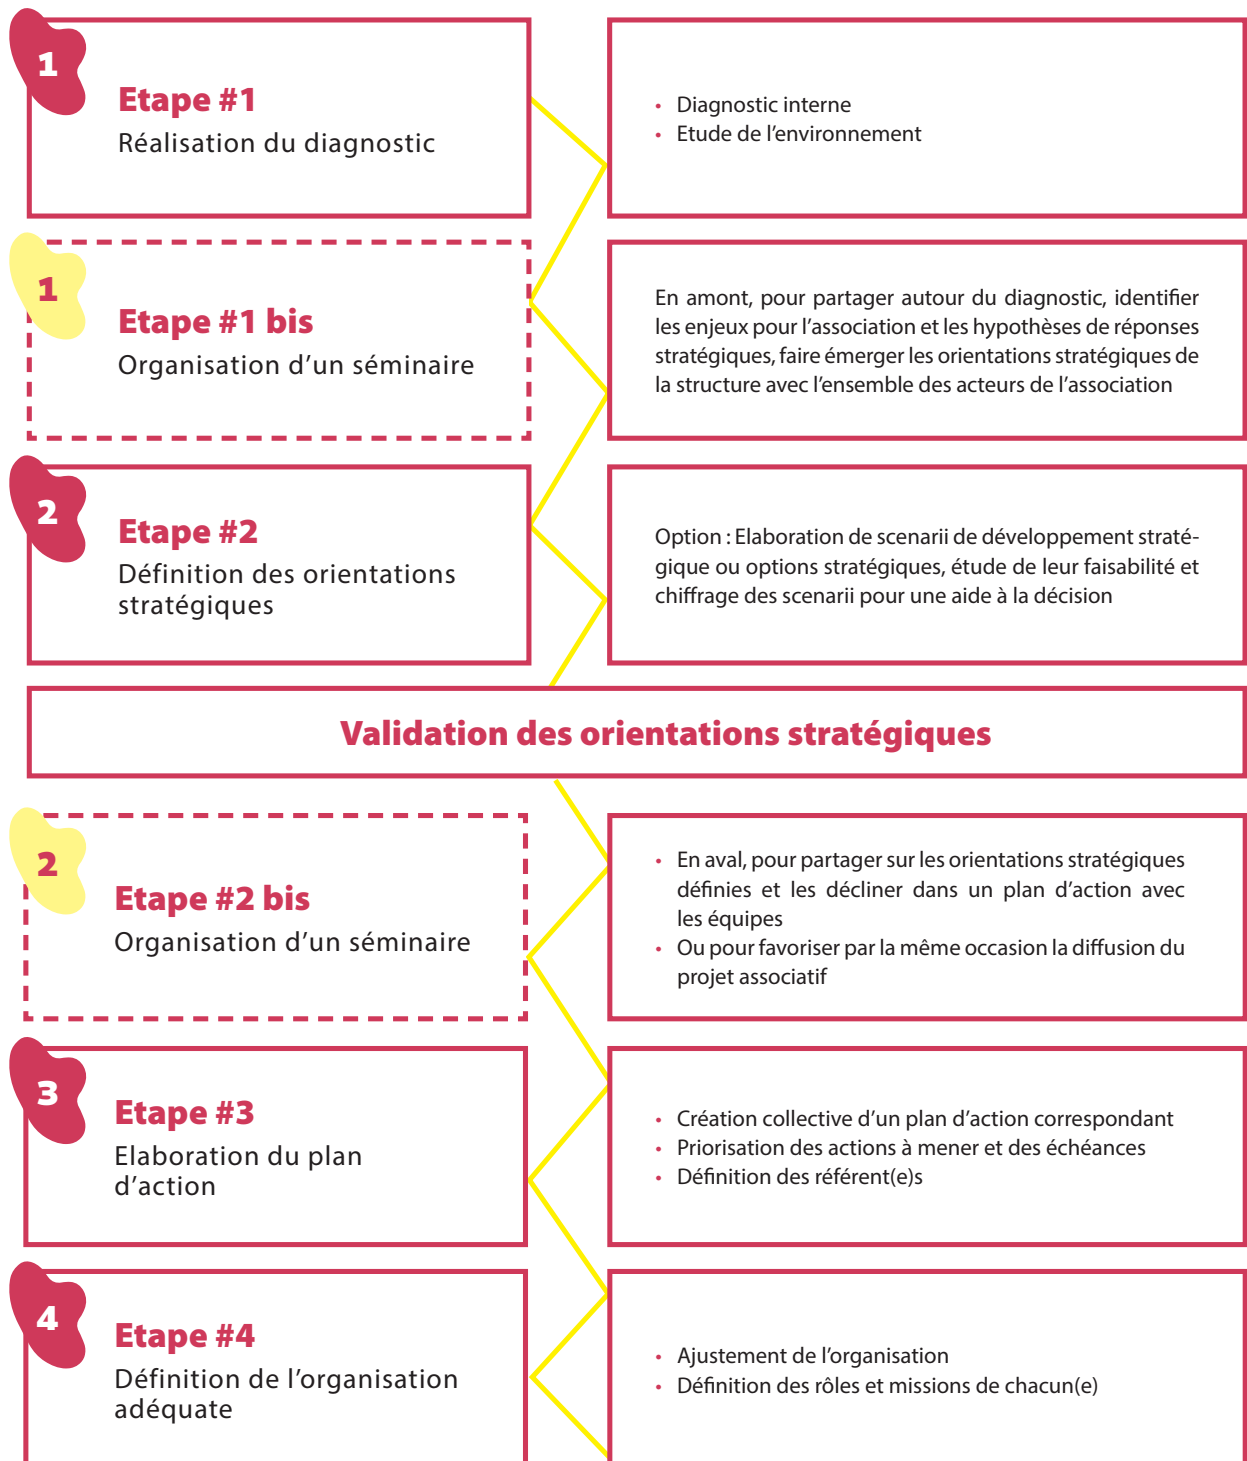 1
Etape #1
Réalisation du diagnostic
• Diagnostic interne
• Etude de l’environnement
1
Etape #1 bis
Organisation d’un séminaire
En amont, pour partager autour du diagnostic, identifier
les enjeux pour l’association et les hypothèses de réponses
stratégiques, faire émerger les orientations stratégiques de
la structure avec l’ensemble des acteurs de l’association
2
Etape #2
Définition des orientations
stratégiques
Option : Elaboration de scenarii de développement straté-
gique ou options stratégiques, étude de leur faisabilité et
chiffrage des scenarii pour une aide à la décision
Validation des orientations stratégiques
2
Etape #2 bis
Organisation d’un séminaire
• En aval, pour partager sur les orientations stratégiques
définies et les décliner dans un plan d’action avec
les équipes
• Ou pour favoriser par la même occasion la diffusion du
projet associatif
3
Etape #3
Elaboration du plan
d’action
• Création collective d’un plan d’action correspondant
• Priorisation des actions à mener et des échéances
• Définition des référent(e)s
4
Etape #4
Définition de l’organisation
adéquate
• Ajustement de l’organisation
• Définition des rôles et missions de chacun(e)